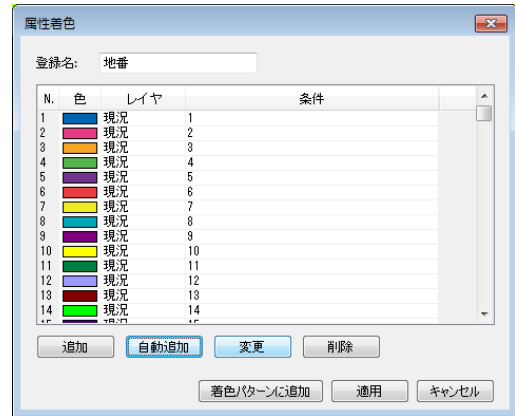 属性着色
登録名: 地番
N. 色 レイヤ 条件
1 現況 1
2 現況 2
3 現況 3
4 現況 4
5 現況 5
6 現況 6
7 現況 7
8 現況 8
9 現況 9
10 現況 10
11 現況 11
12 現況 12
13 現況 13
14 現況 14
15 現況 15
追加 自動追加 変更 削除
着色パターンに追加 適用 キャンセル